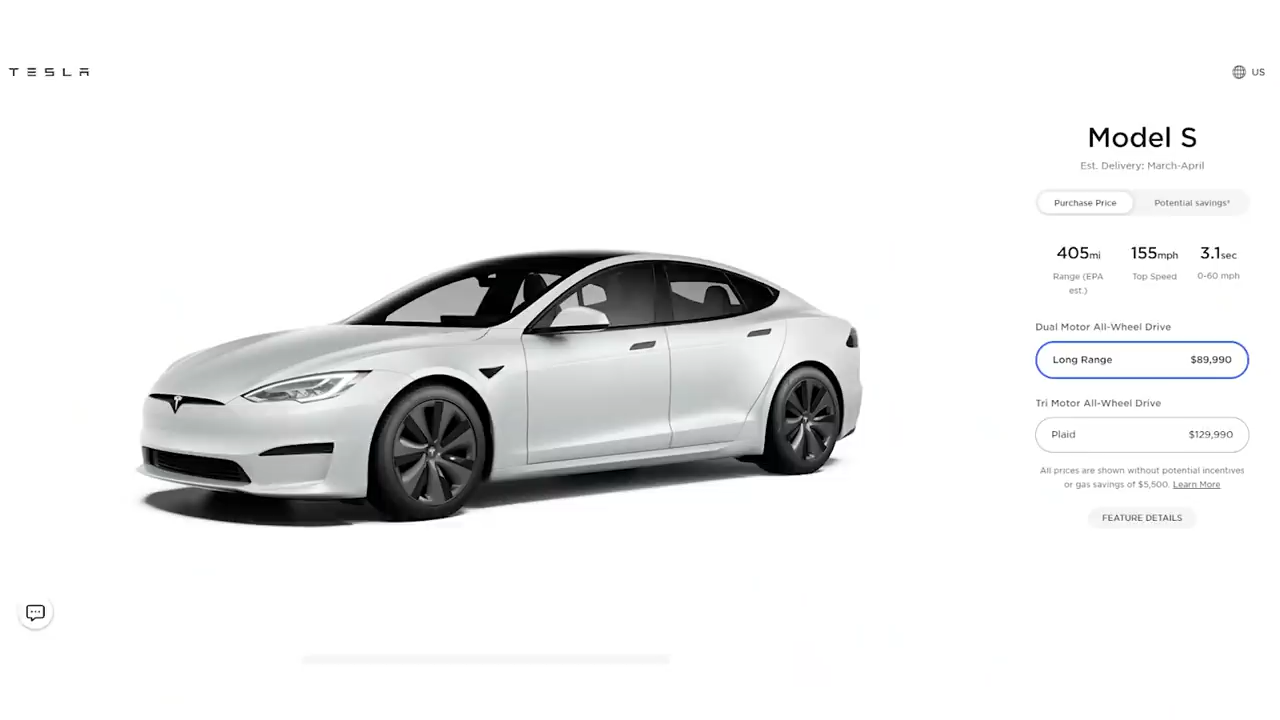 TESLA
US
Model S
Est. Delivery: March-April
Purchase Price
Potential savings*
405mi
155mph
3.1sec
Range (EPA
est.)
Top Speed
0-60 mph
Dual Motor All-Wheel Drive
Long Range $89,990
Tri Motor All-Wheel Drive
Plaid $129,990
All prices are shown without potential incentives
or gas savings of $5,500. Learn More
FEATURE DETAILS